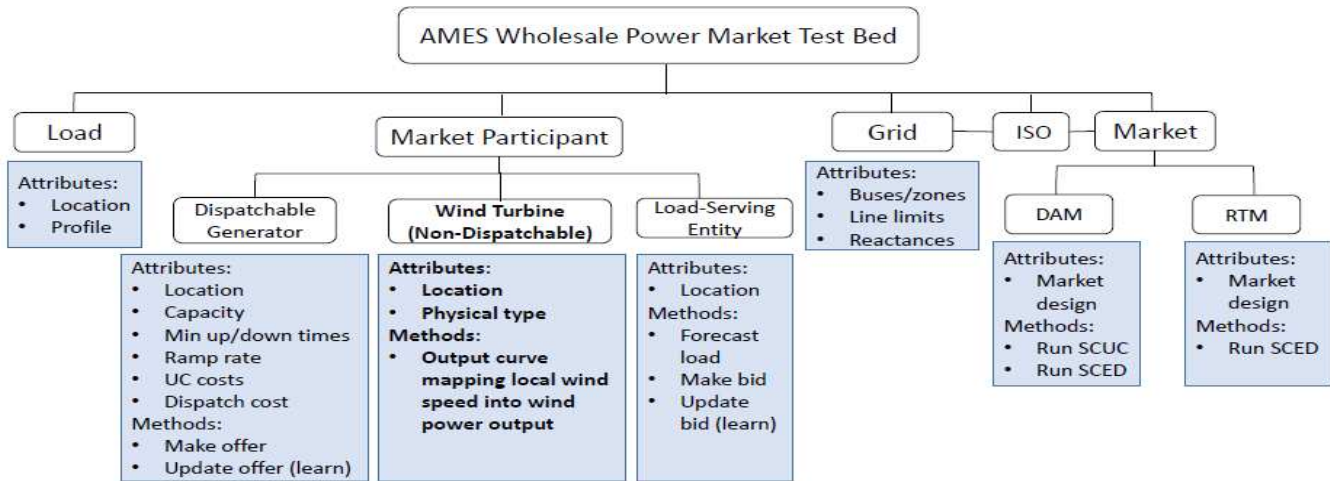 AMES Wholesale Power Market Test Bed
Load
Market Participant
Grid
ISO
Market
Attributes:
• Location
• Profile
Dispatchable
Generator
Wind Turbine
(Non-Dispatchable)
Load-Serving
Entity
Attributes:
• Buses/zones
• Line limits
• Reactances
DAM
RTM
Attributes:
• Location
• Capacity
• Min up/down times
• Ramp rate
• UC costs
• Dispatch cost
Methods:
• Make offer
• Update offer (learn)
Attributes:
• Location
• Physical type
Methods:
• Output curve
mapping local wind
speed into wind
power output
Attributes:
• Location
Methods:
• Forecast
load
• Make bid
• Update
bid (learn)
Attributes:
• Market
design
Methods:
• Run SCUC
• Run SCED
Attributes:
• Market
design
Methods:
• Run SCED